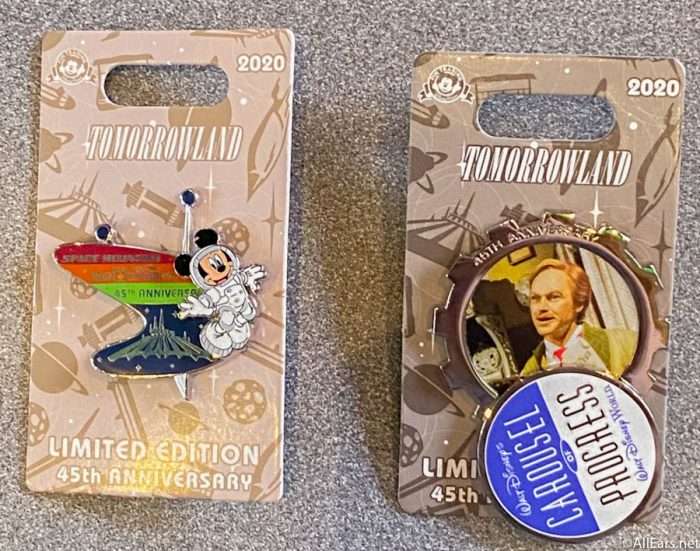 2020
TOMORROWLAND
SPACE MOUNTAIN
45TH ANNIVERSARY
LIMITED EDITION
45th ANNIVERSARY
2020
TOMORROWLAND
45TH ANNIVERSARY
LIMI
45th
WALT DISNEY'S
CAROUSEL
OF
PROGRESS
WALT DISNEY WORLD
©AllEars.net